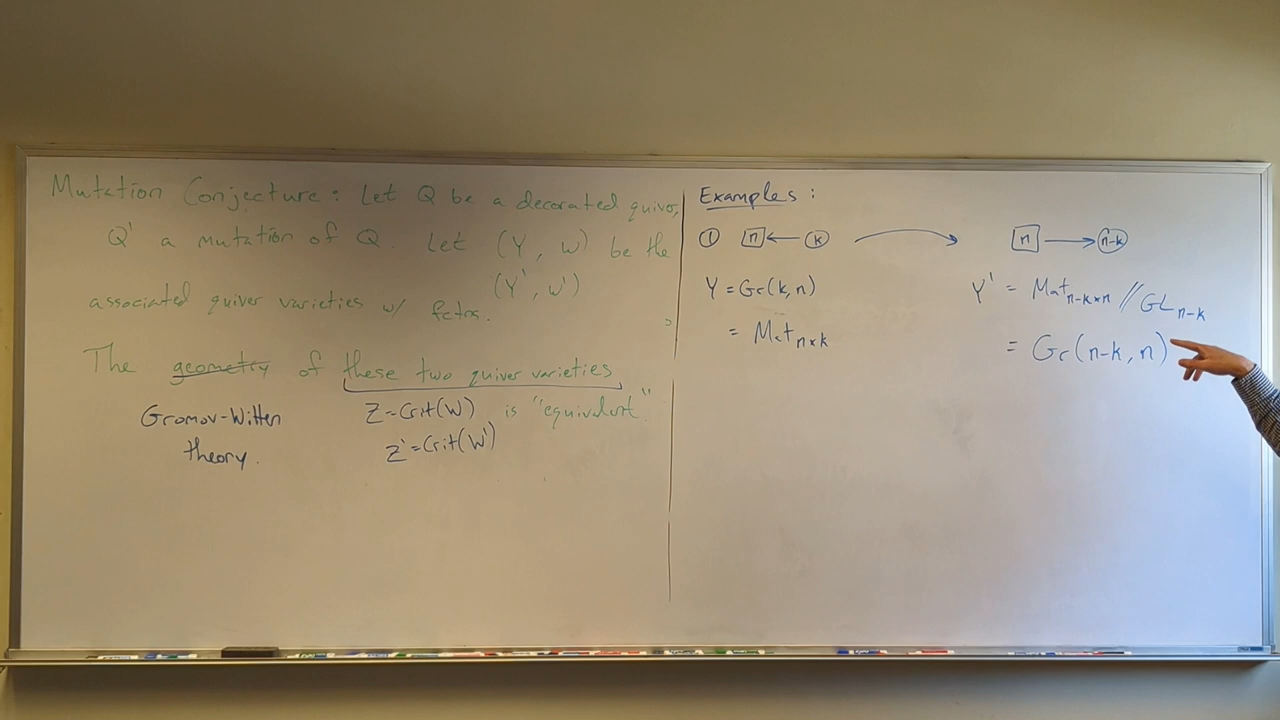 Mutation Conjecture: Let Q be a decorated quiver,
Q' a mutation of Q. Let (Y, W) be the
(Y', W')
associated quiver varieties w/ fctns.
The geometry of these two quiver varieties
Gromov-Witten theory.
Z=Crit(W) is "equivalent."
Z'=Crit(W')
Examples:
① n ← k
n → n-k
Y = Gr(k,n)
= Mat n×k
Y' = Mat n-k×n // GL n-k
= Gr(n-k, n)